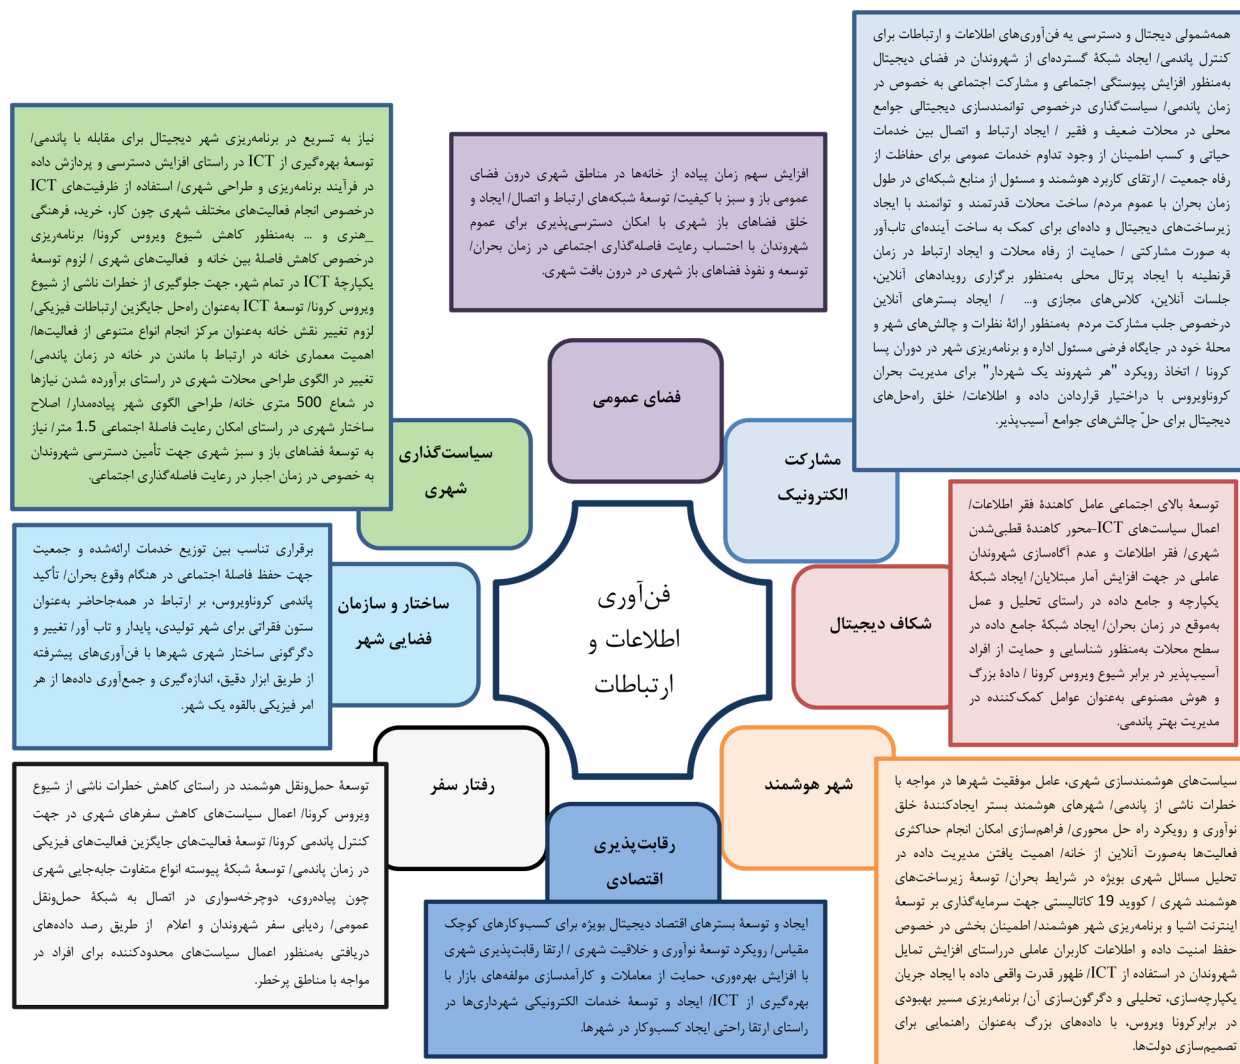 همه‌شمولی دیجتال و دسترسی یه فن‌آوری‌های اطلاعات و ارتباطات برای
کنترل پاندمی/ ایجاد شبکهٔ گسترده‌ای از شهروندان در فضای دیجیتال
به‌منظور افزایش پیوستگی اجتماعی و مشارکت اجتماعی به خصوص در
زمان پاندمی/ سیاست‌گذاری درخصوص توانمندسازی دیجیتالی جوامع
محلی در محلات ضعیف و فقیر / ایجاد ارتباط و اتصال بین خدمات
حیاتی و کسب اطمینان از وجود تداوم خدمات عمومی برای حفاظت از
رفاه جمعیت / ارتقای کاربرد هوشمند و مسئول از منابع شبکه‌ای در طول
زمان بحران با عموم مردم/ ساخت محلات قدرتمند و توانمند با ایجاد
زیرساخت‌های دیجیتال و داده‌ای برای کمک به ساخت آینده‌ای تاب‌آور
به صورت مشارکتی / حمایت از رفاه محلات و ایجاد ارتباط در زمان
قرنطینه با ایجاد پرتال محلی به‌منظور برگزاری رویدادهای آنلاین،
جلسات آنلاین، کلاس‌های مجازی و... / ایجاد بسترهای آنلاین
درخصوص جلب مشارکت مردم به‌منظور ارائهٔ نظرات و چالش‌های شهر و
محلهٔ خود در جایگاه فرضی مسئول اداره و برنامه‌ریزی شهر در دوران پسا
کرونا / اتخاذ رویکرد "هر شهروند یک شهردار" برای مدیریت بحران
کروناویروس با دراختیار قراردادن داده و اطلاعات/ خلق راه‌حل‌های
دیجیتال برای حلّ چالش‌های جوامع آسیب‌پذیر.
افزایش سهم زمان پیاده از خانه‌ها در مناطق شهری درون فضای
عمومی باز و سبز با کیفیت/ توسعهٔ شبکه‌های ارتباط و اتصال/ ایجاد و
خلق فضاهای باز شهری با امکان دسترسی‌پذیری برای عموم
شهروندان با احتساب رعایت فاصله‌گذاری اجتماعی در زمان بحران/
توسعه و نفوذ فضاهای باز شهری در درون بافت شهری.
نیاز به تسریع در برنامه‌ریزی شهر دیجیتال برای مقابله با پاندمی/
توسعهٔ بهره‌گیری از ICT در راستای افزایش دسترسی و پردازش داده
در فرآیند برنامه‌ریزی و طراحی شهری/ استفاده از ظرفیت‌های ICT
درخصوص انجام فعالیت‌های مختلف شهری چون کار، خرید، فرهنگی
_هنری و ... به‌منظور کاهش شیوع ویروس کرونا/ برنامه‌ریزی
درخصوص کاهش فاصلهٔ بین خانه و فعالیت‌های شهری / لزوم توسعهٔ
یکپارچهٔ ICT در تمام شهر، جهت جلوگیری از خطرات ناشی از شیوع
ویروس کرونا/ توسعهٔ ICT به‌عنوان راه‌حل جایگزین ارتباطات فیزیکی/
لزوم تغییر نقش خانه به‌عنوان مرکز انجام انواع متنوعی از فعالیت‌ها/
اهمیت معماری خانه در ارتباط با ماندن در خانه در زمان پاندمی/
تغییر در الگوی طراحی محلات شهری در راستای برآورده شدن نیازها
در شعاع 500 متری خانه/ طراحی الگوی شهر پیاده‌مدار/ اصلاح
ساختار شهری در راستای امکان رعایت فاصلهٔ اجتماعی 1.5 متر/ نیاز
به توسعهٔ فضاهای باز و سبز شهری جهت تأمین دسترسی شهروندان
به خصوص در زمان اجبار در رعایت فاصله‌گذاری اجتماعی.
فضای عمومی
مشارکت
الکترونیک
سیاست‌گذاری
شهری
توسعهٔ بالای اجتماعی عامل کاهندهٔ فقر اطلاعات/
اعمال سیاست‌های ICT-محور کاهندهٔ قطبی‌شدن
شهری/ فقر اطلاعات و عدم آگاه‌سازی شهروندان
عاملی در جهت افزایش آمار مبتلایان/ ایجاد شبکهٔ
یکپارچه و جامع داده در راستای تحلیل و عمل
به‌موقع در زمان بحران/ ایجاد شبکهٔ جامع داده در
سطح محلات به‌منظور شناسایی و حمایت از افراد
آسیب‌پذیر در برابر شیوع ویروس کرونا / دادهٔ بزرگ
و هوش مصنوعی به‌عنوان عوامل کمک‌کننده در
مدیریت بهتر پاندمی.
شکاف دیجیتال
فن‌آوری
اطلاعات و
ارتباطات
ساختار و سازمان
فضایی شهر
برقراری تناسب بین توزیع خدمات ارائه‌شده و جمعیت
جهت حفظ فاصلهٔ اجتماعی در هنگام وقوع بحران/ تأکید
پاندمی کروناویروس، بر ارتباط در همه‌جاحاضر به‌عنوان
ستون فقراتی برای شهر تولیدی، پایدار و تاب آور/ تغییر و
دگرگونی ساختار شهری شهرها با فن‌آوری‌های پیشرفته
از طریق ابزار دقیق، اندازه‌گیری و جمع‌آوری داده‌ها از هر
امر فیزیکی بالقوه یک شهر.
شهر هوشمند
رقابت‌پذیری
اقتصادی
رفتار سفر
سیاست‌های هوشمندسازی شهری، عامل موفقیت شهرها در مواجه با
خطرات ناشی از پاندمی/ شهرهای هوشمند بستر ایجادکنندهٔ خلق
نوآوری و رویکرد راه حل محوری/ فراهم‌سازی امکان انجام حداکثری
فعالیت‌ها به‌صورت آنلاین از خانه/ اهمیت یافتن مدیریت داده در
تحلیل مسائل شهری بویژه در شرایط بحران/ توسعهٔ زیرساخت‌های
هوشمند شهری / کووید 19 کاتالیستی جهت سرمایه‌گذاری بر توسعهٔ
اینترنت اشیا و برنامه‌ریزی شهر هوشمند/ اطمینان بخشی در خصوص
حفظ امنیت داده و اطلاعات کاربران عاملی درراستای افزایش تمایل
شهروندان در استفاده از ICT/ ظهور قدرت واقعی داده با ایجاد جریان
یکپارچه‌سازی، تحلیلی و دگرگون‌سازی آن/ برنامه‌ریزی مسیر بهبودی
در برابرکرونا ویروس، با داده‌های بزرگ به‌عنوان راهنمایی برای
تصمیم‌سازی دولت‌ها.
ایجاد و توسعهٔ بسترهای اقتصاد دیجیتال بویژه برای کسب‌وکارهای کوچک
مقیاس/ رویکرد توسعهٔ نوآوری و خلاقیت شهری / ارتقا رقابت‌پذیری شهری
با افزایش بهره‌وری، حمایت از معاملات و کارآمدسازی مولفه‌های بازار با
بهره‌گیری از ICT/ ایجاد و توسعهٔ خدمات الکترونیکی شهرداری‌ها در
راستای ارتقا راحتی ایجاد کسب‌وکار در شهرها.
توسعهٔ حمل‌ونقل هوشمند در راستای کاهش خطرات ناشی از شیوع
ویروس کرونا/ اعمال سیاست‌های کاهش سفرهای شهری در جهت
کنترل پاندمی کرونا/ توسعهٔ فعالیت‌های جایگزین فعالیت‌های فیزیکی
در زمان پاندمی/ توسعهٔ شبکهٔ پیوسته انواع متفاوت جابه‌جایی شهری
چون پیاده‌روی، دوچرخه‌سواری در اتصال به شبکهٔ حمل‌ونقل
عمومی/ ردیابی سفر شهروندان و اعلام از طریق رصد داده‌های
دریافتی به‌منظور اعمال سیاست‌های محدودکننده برای افراد در
مواجه با مناطق پرخطر.